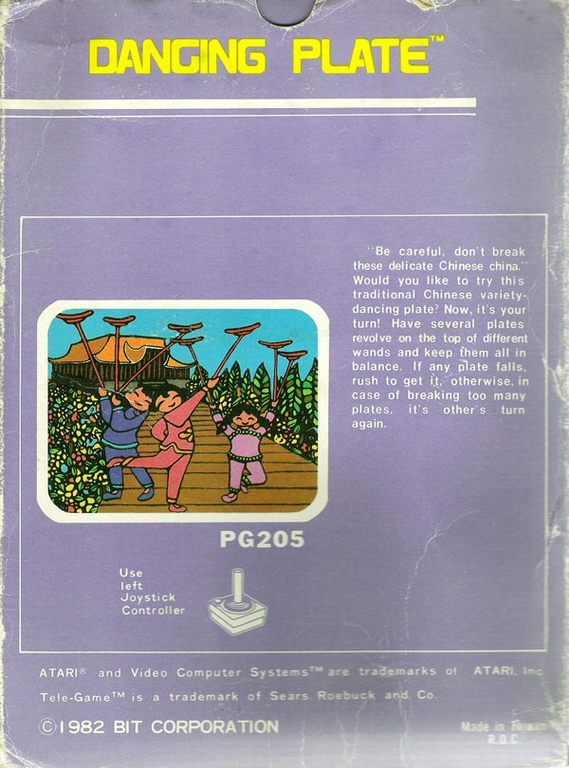 DANCING PLATE™
"Be careful, don't break
these delicate Chinese china."
Would you like to try this
traditional Chinese variety-
dancing plate? Now, it's your
turn! Have several plates
revolve on the top of different
wands and keep them all in
balance. If any plate falls,
rush to get it, otherwise, in
case of breaking too many
plates, it's other's turn
again.
PG205
Use
left
Joystick
Controller
ATARI® and Video Computer Systems™ are trademarks of ATARI, Inc
Tele-Game™ is a trademark of Sears, Roebuck and Co.
©1982 BIT CORPORATION
Made in Taiwan
R.O.C.